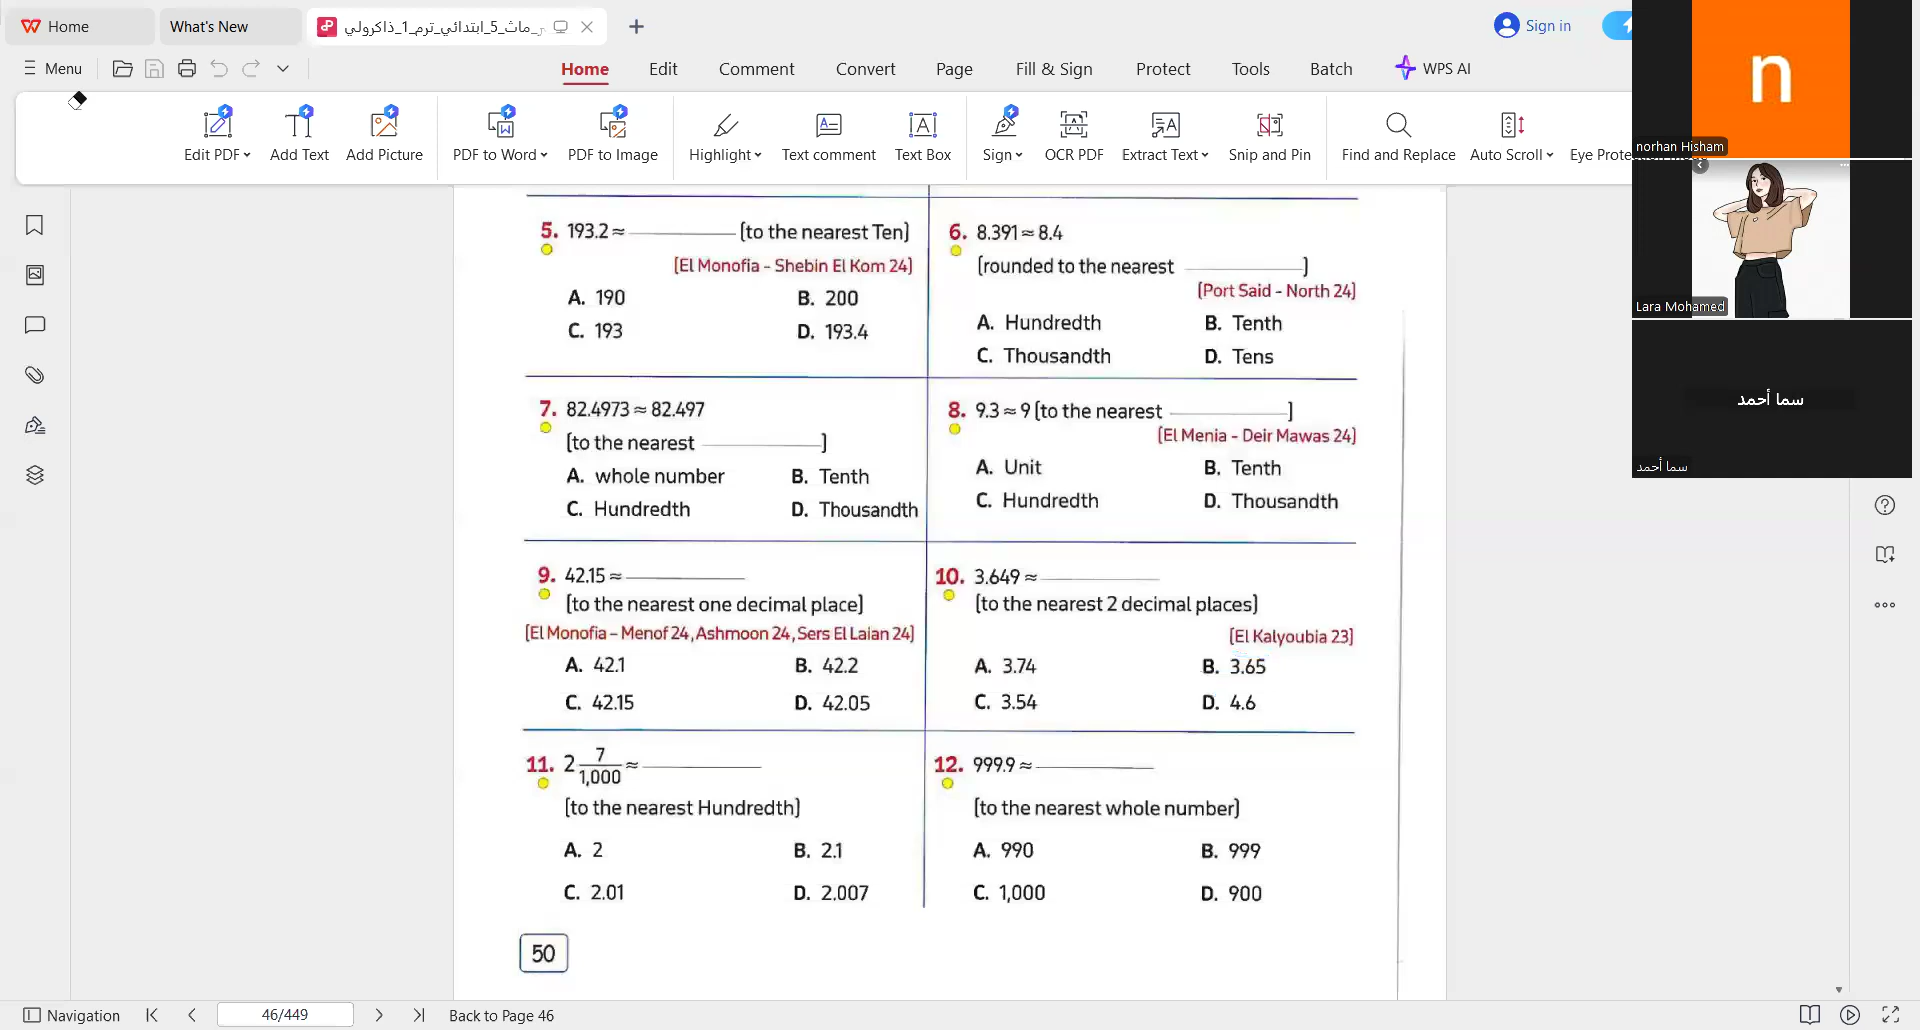 Home
What's New
ـى_ماث_5_ابتدائي_ترم_1_ذاكرولي
Sign in
Menu
Home
Edit
Comment
Convert
Page
Fill & Sign
Protect
Tools
Batch
WPS AI
Edit PDF
Add Text
Add Picture
PDF to Word
PDF to Image
Highlight
Text comment
Text Box
Sign
OCR PDF
Extract Text
Snip and Pin
Find and Replace
Auto Scroll
n
norhan Hisham
Lara Mohamed
سما أحمد
سما أحمد
5. 193.2 ≈ ________ (to the nearest Ten)
(El Monofia - Shebin El Kom 24)
A. 190 B. 200
C. 193 D. 193.4
6. 8.391 ≈ 8.4
(rounded to the nearest ________)
(Port Said - North 24)
A. Hundredth B. Tenth
C. Thousandth D. Tens
7. 82.4973 ≈ 82.497
(to the nearest ________)
A. whole number B. Tenth
C. Hundredth D. Thousandth
8. 9.3 ≈ 9 (to the nearest ________)
(El Menia - Deir Mawas 24)
A. Unit B. Tenth
C. Hundredth D. Thousandth
9. 42.15 ≈ ________
(to the nearest one decimal place)
(El Monofia - Menof 24, Ashmoon 24, Sers El Laian 24)
A. 42.1 B. 42.2
C. 42.15 D. 42.05
10. 3.649 ≈ ________
(to the nearest 2 decimal places)
(El Kalyoubia 23)
A. 3.74 B. 3.65
C. 3.54 D. 4.6
11. 2 7/1,000 ≈ ________
(to the nearest Hundredth)
A. 2 B. 2.1
C. 2.01 D. 2.007
12. 999.9 ≈ ________
(to the nearest whole number)
A. 990 B. 999
C. 1,000 D. 900
50
Navigation
46/449
Back to Page 46